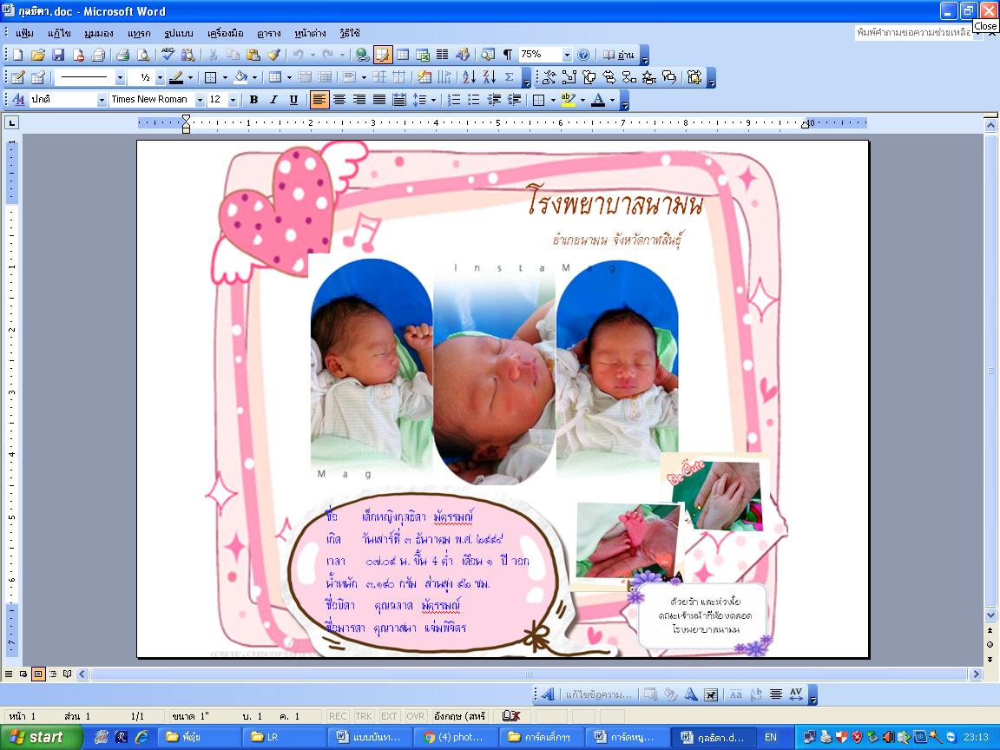 กุลธิดา.doc - Microsoft Word
Close
แฟ้ม แก้ไข มุมมอง แทรก รูปแบบ เครื่องมือ ตาราง หน้าต่าง วิธีใช้
พิมพ์คำถามขอความช่วยเหลือ
75% อ่าน
½
ปกติ Times New Roman 12 B I U
โรงพยาบาลนามน
อำเภอนามน จังหวัดกาฬสินธุ์
InstaMag
Mag
Be Cute
ชื่อ เด็กหญิงกุลธิดา มัตุรรษณ์
เกิด วันเสาร์ที่ ๓ ธันวาคม พ.ศ. ๒๕๕๙
เวลา ๐๗.๐๙ น. ขึ้น 4 ค่ำ เดือน ๑ ปี วอก
น้ำหนัก ๓,๑๘๐ กรัม ส่วนสูง ๕๒ ซม.
ชื่อบิดา คุณฉลาด มัตุรรษณ์
ชื่อมารดา คุณวาสนา แจ่มพิจิตร
ด้วยรัก และห่วงใย
คณะเจ้าหน้าที่ห้องคลอด
โรงพยาบาลนามน
แก้ไขข้อความ...
หน้า 1 ส่วน 1 1/1 ขนาด 1" บ. 1 ค. 1 REC TRK EXT OVR อังกฤษ (สหรั
start พี่ตุ้ย LR แบบบันท... (4) phot... การ์ดเด็กๆๆ การ์ดหนู... กุลธิดา.d... EN 23:13